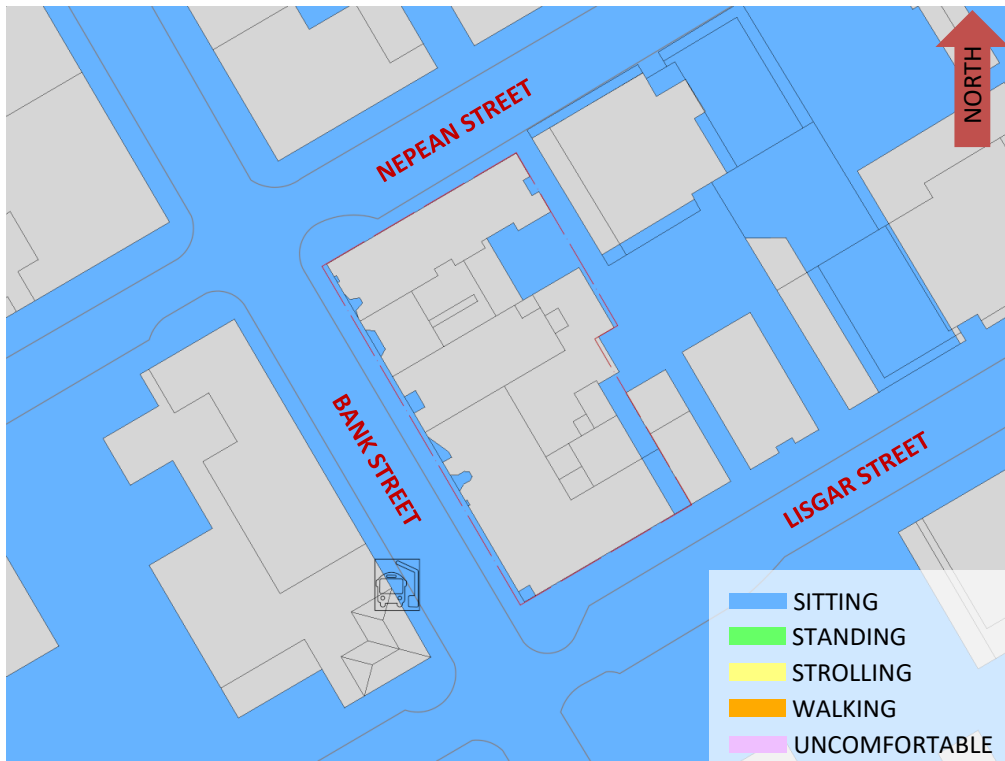 NORTH
NEPEAN STREET
BANK STREET
LISGAR STREET
SITTING
STANDING
STROLLING
WALKING
UNCOMFORTABLE